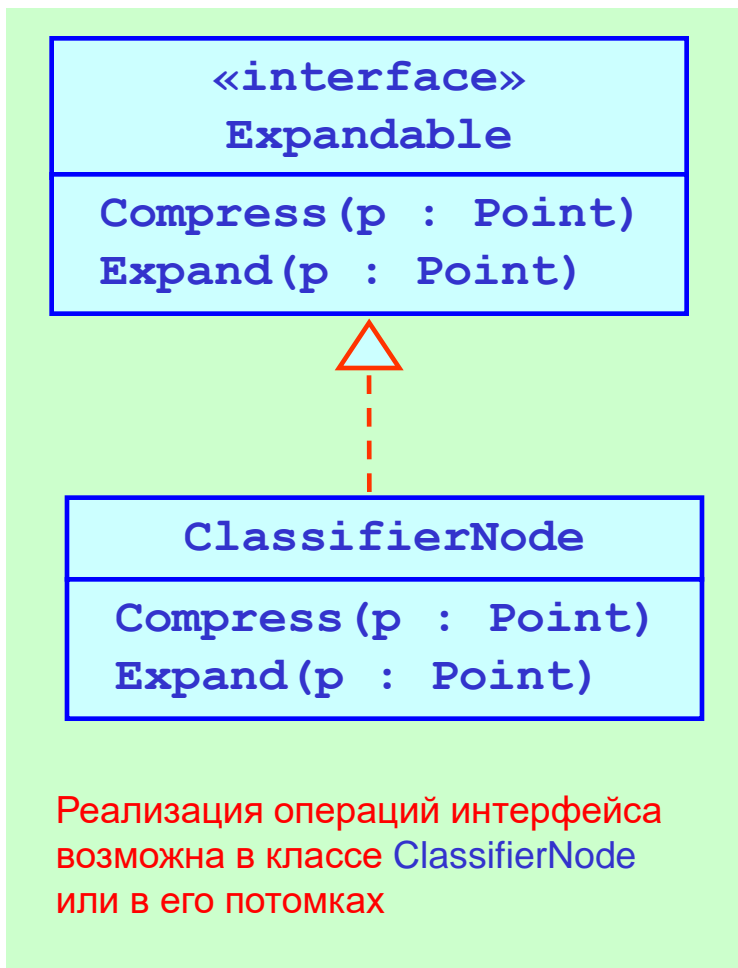 «interface»
Expandable
Compress(p : Point)
Expand(p : Point)
ClassifierNode
Compress(p : Point)
Expand(p : Point)
Реализация операций интерфейса
возможна в классе ClassifierNode
или в его потомках